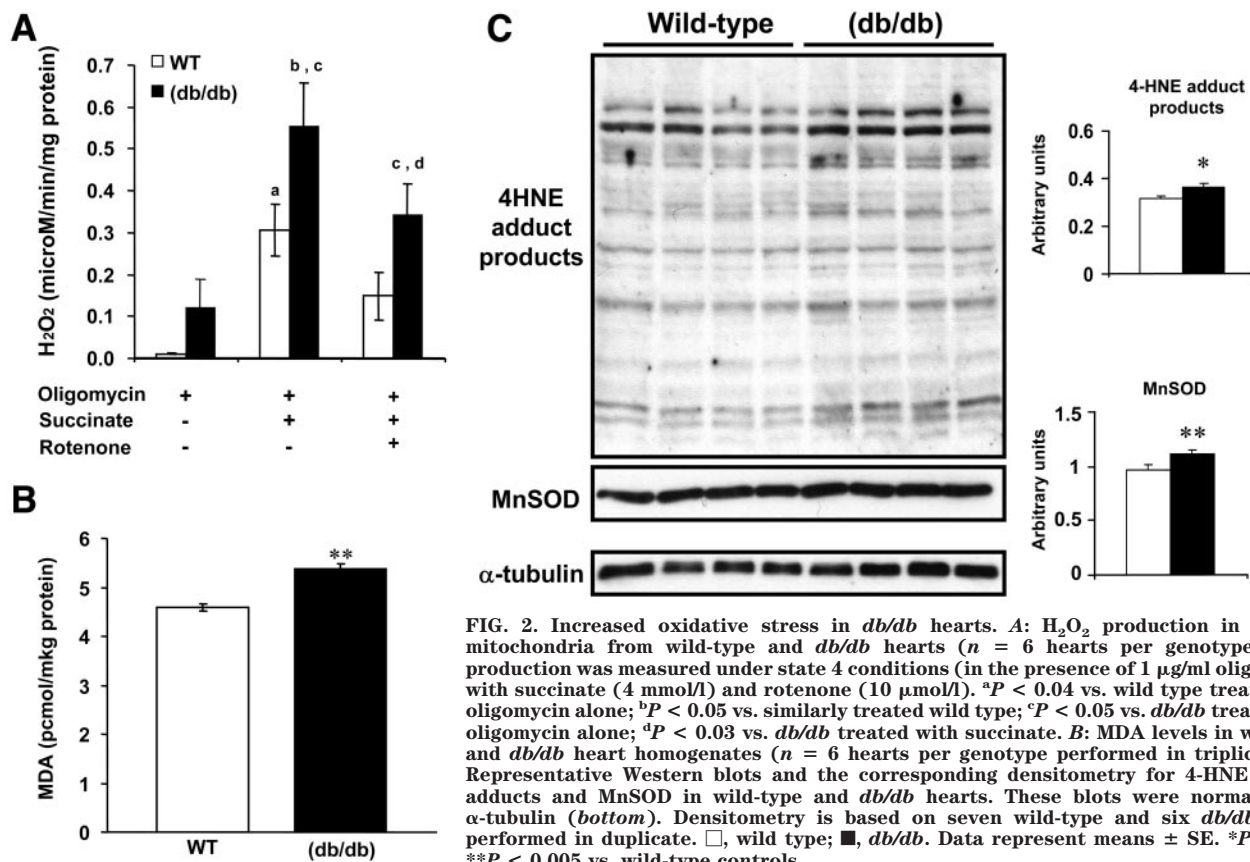 A
WT
(db/db)
H₂O₂ (microM/min/mg protein)
0.7
0.6
0.5
0.4
0.3
0.2
0.1
0.0
a
b , c
c , d
Oligomycin + + +
Succinate - + +
Rotenone - - +
B
MDA (pcmol/mkg protein)
6
5
4
3
2
1
0
**
WT (db/db)
C
Wild-type (db/db)
4HNE
adduct
products
MnSOD
α-tubulin
4-HNE adduct
products
Arbitrary units
0.6
0.4
0.2
0
*
MnSOD
Arbitrary units
1.5
1
0.5
0
**
FIG. 2. Increased oxidative stress in db/db hearts. A: H₂O₂ production in
mitochondria from wild-type and db/db hearts (n = 6 hearts per genotype
production was measured under state 4 conditions (in the presence of 1 μg/ml olig
with succinate (4 mmol/l) and rotenone (10 μmol/l). ᵃP < 0.04 vs. wild type trea
oligomycin alone; ᵇP < 0.05 vs. similarly treated wild type; ᶜP < 0.05 vs. db/db trea
oligomycin alone; ᵈP < 0.03 vs. db/db treated with succinate. B: MDA levels in w
and db/db heart homogenates (n = 6 hearts per genotype performed in triplic
Representative Western blots and the corresponding densitometry for 4-HNE
adducts and MnSOD in wild-type and db/db hearts. These blots were norma
α-tubulin (bottom). Densitometry is based on seven wild-type and six db/db
performed in duplicate. □, wild type; ■, db/db. Data represent means ± SE. *P
**P < 0.005 vs. wild-type controls.